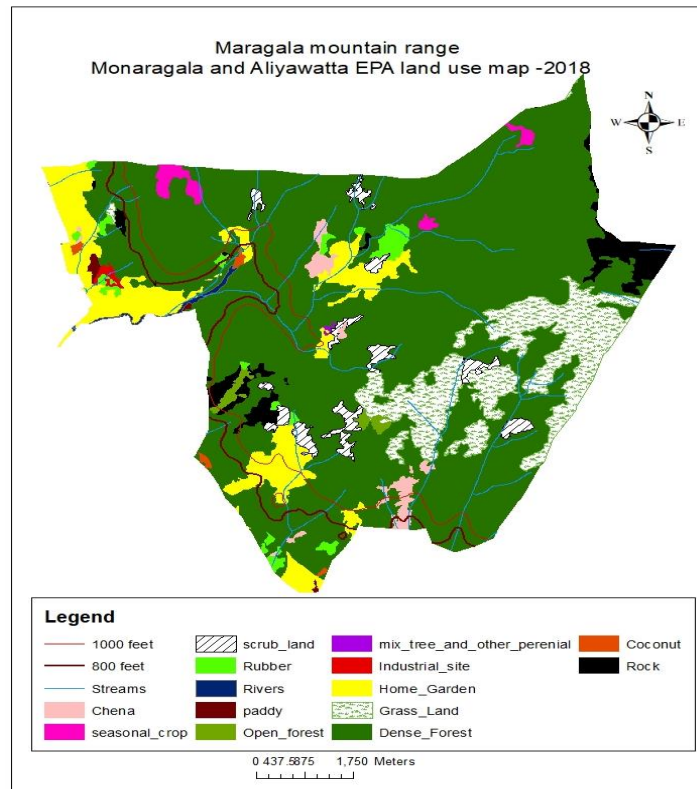 Maragala mountain range
Monaragala and Aliyawatta EPA land use map -2018
N
W E
S
Legend
1000 feet
800 feet
Streams
Chena
seasonal_crop
scrub_land
Rubber
Rivers
paddy
Open_forest
mix_tree_and_other_perenial
Industrial_site
Home_Garden
Grass_Land
Dense_Forest
Coconut
Rock
0 437.5875 1,750 Meters